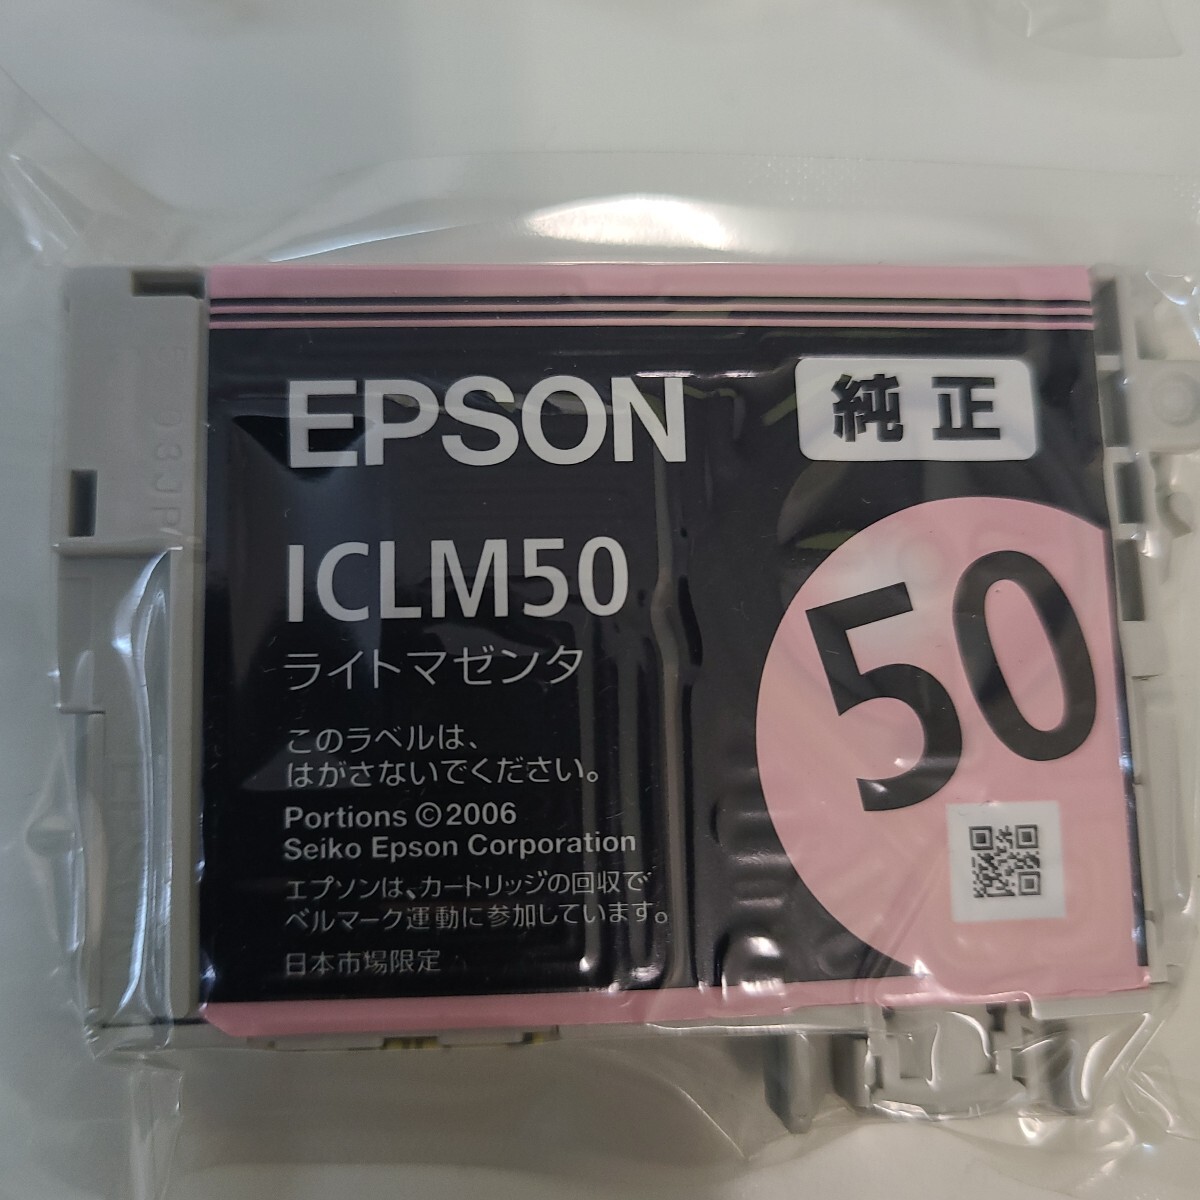 EPSON
純正
ICLM50
ライトマゼンタ
50
このラベルは、
はがさないでください。
Portions ©2006
Seiko Epson Corporation
エプソンは、カートリッジの回収で
ベルマーク運動に参加しています。
日本市場限定